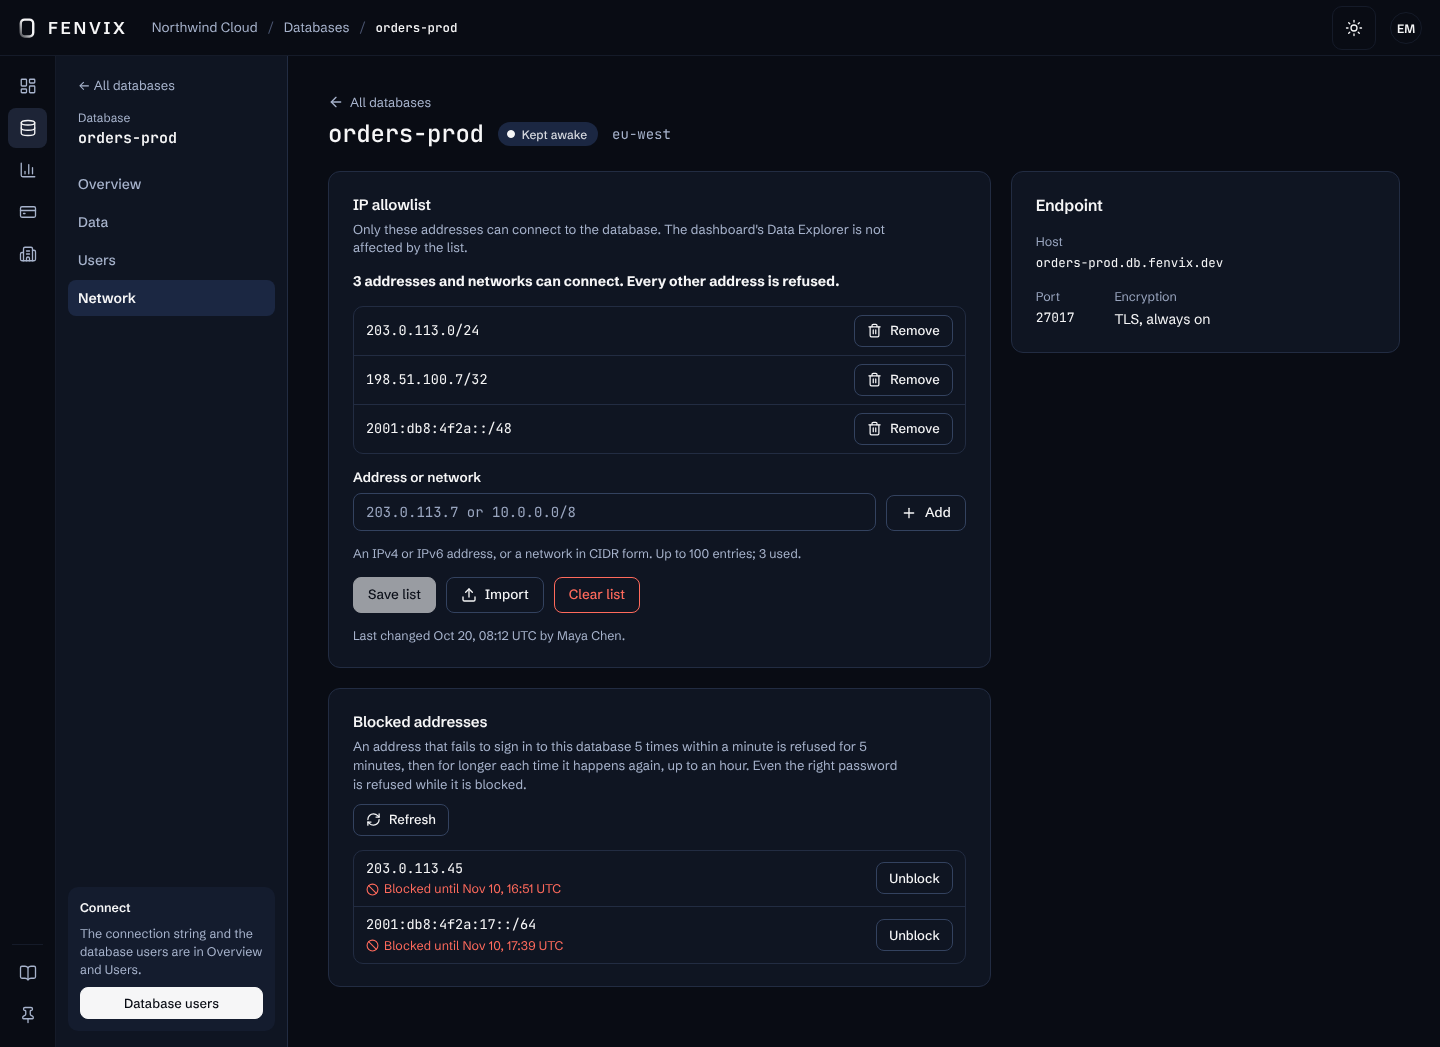 FENVIX
Northwind Cloud / Databases / orders-prod
EM
← All databases
Database
orders-prod
Overview
Data
Users
Network
Connect
The connection string and the
database users are in Overview
and Users.
Database users
← All databases
orders-prod
Kept awake
eu-west
IP allowlist
Only these addresses can connect to the database. The dashboard's Data Explorer is not
affected by the list.
3 addresses and networks can connect. Every other address is refused.
203.0.113.0/24
Remove
198.51.100.7/32
Remove
2001:db8:4f2a::/48
Remove
Address or network
203.0.113.7 or 10.0.0.0/8
Add
An IPv4 or IPv6 address, or a network in CIDR form. Up to 100 entries; 3 used.
Save list
Import
Clear list
Last changed Oct 20, 08:12 UTC by Maya Chen.
Blocked addresses
An address that fails to sign in to this database 5 times within a minute is refused for 5
minutes, then for longer each time it happens again, up to an hour. Even the right password
is refused while it is blocked.
Refresh
203.0.113.45
Blocked until Nov 10, 16:51 UTC
Unblock
2001:db8:4f2a:17::/64
Blocked until Nov 10, 17:39 UTC
Unblock
Endpoint
Host
orders-prod.db.fenvix.dev
Port
27017
Encryption
TLS, always on